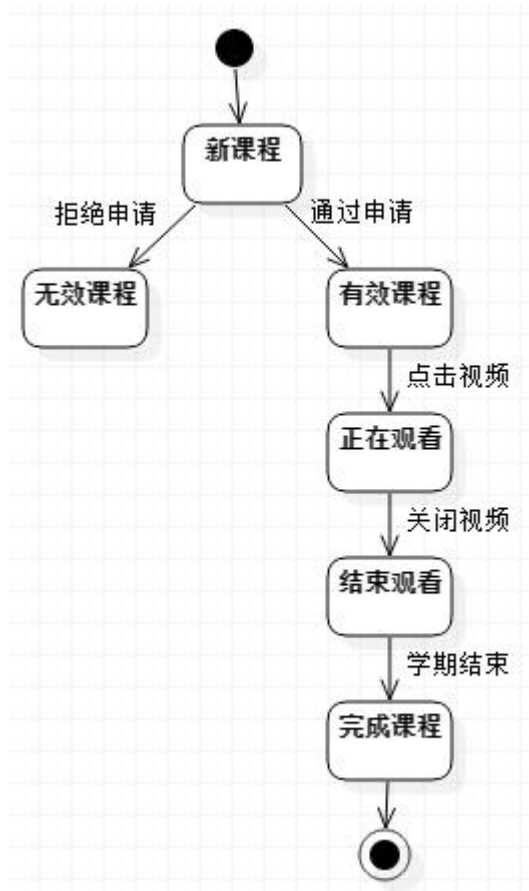 新课程
拒绝申请
通过申请
无效课程
有效课程
点击视频
正在观看
关闭视频
结束观看
学期结束
完成课程